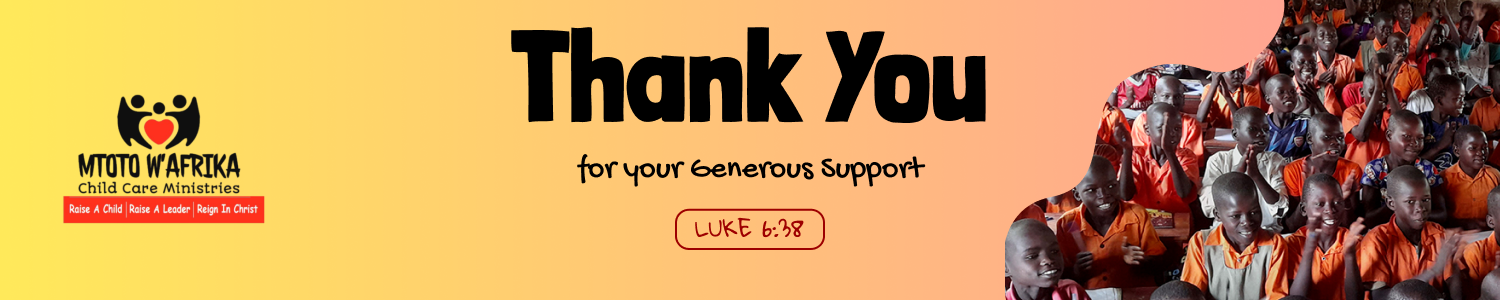 Thank You
for your Generous Support
LUKE 6:38
MTOTO W'AFRIKA
Child Care Ministries
Raise A Child | Raise A Leader | Reign In Christ